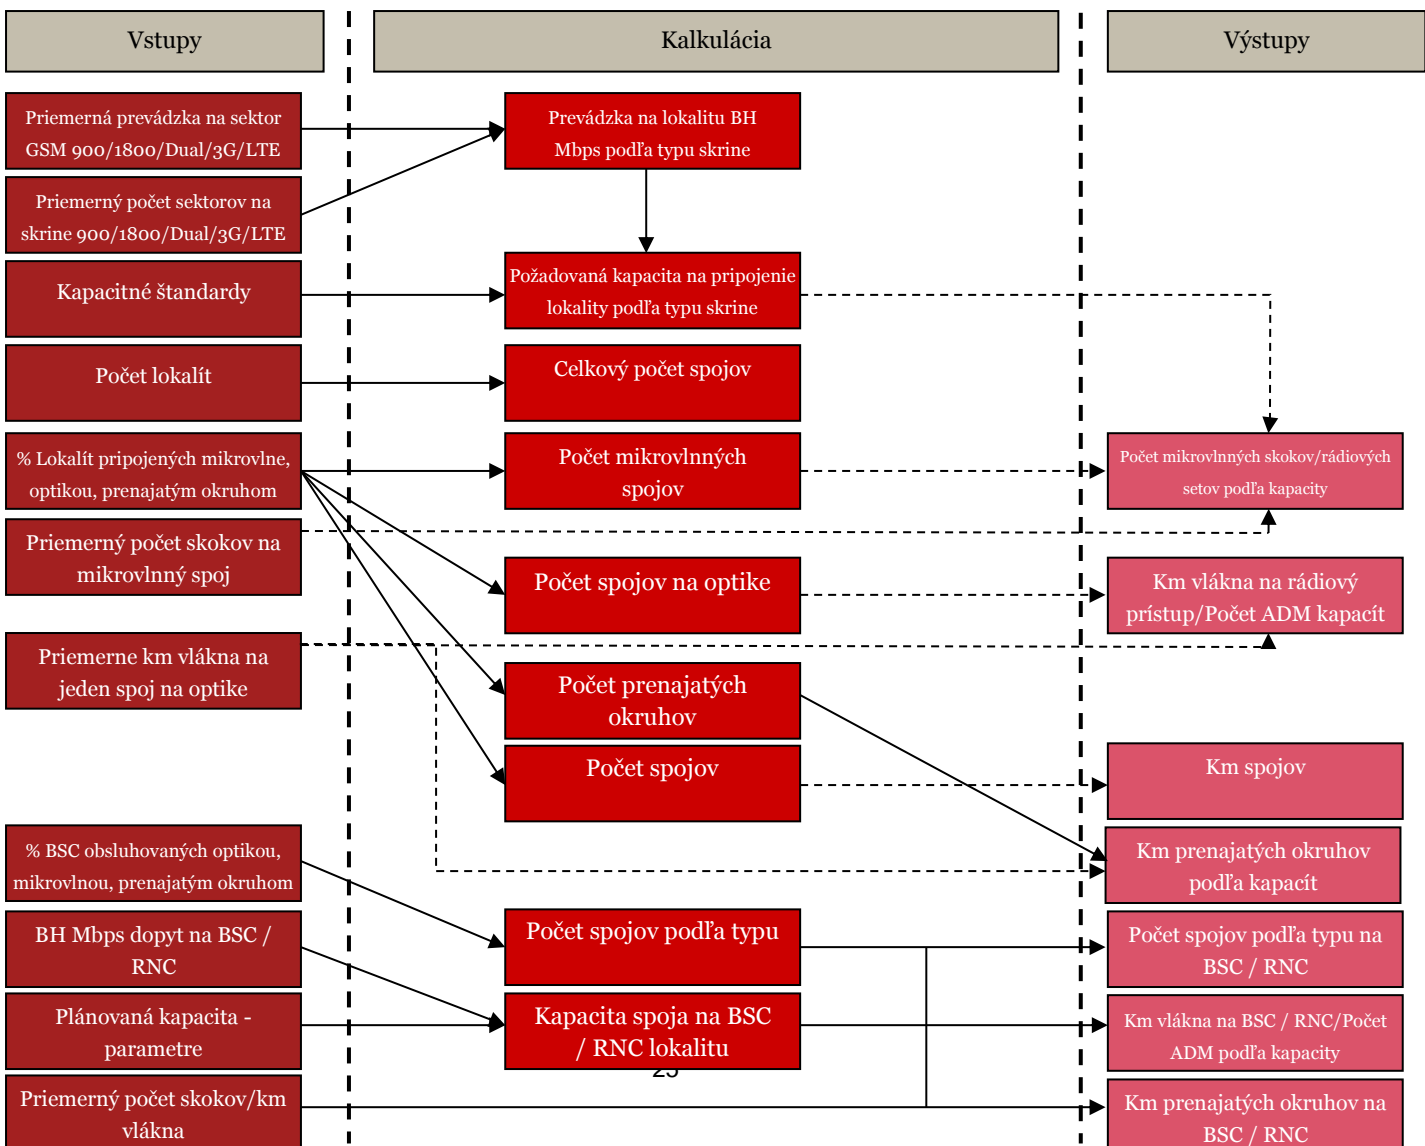 Vstupy
Kalkulácia
Výstupy
Priemerná prevádzka na sektor
GSM 900/1800/Dual/3G/LTE
Prevádzka na lokalitu BH
Mbps podľa typu skrine
Priemerný počet sektorov na
skrine 900/1800/Dual/3G/LTE
Kapacitné štandardy
Požadovaná kapacita na pripojenie
lokality podľa typu skrine
Počet lokalít
Celkový počet spojov
% Lokalít pripojených mikrovlne,
optikou, prenajatým okruhom
Počet mikrovlnných
spojov
Počet mikrovlnných skokov/rádiových
setov podľa kapacity
Priemerný počet skokov na
mikrovlnný spoj
Počet spojov na optike
Km vlákna na rádiový
prístup/Počet ADM kapacít
Priemerne km vlákna na
jeden spoj na optike
Počet prenajatých
okruhov
Počet spojov
Km spojov
% BSC obsluhovaných optikou,
mikrovlnou, prenajatým okruhom
Km prenajatých okruhov
podľa kapacít
BH Mbps dopyt na BSC /
RNC
Počet spojov podľa typu
Počet spojov podľa typu na
BSC / RNC
Plánovaná kapacita -
parametre
Kapacita spoja na BSC
/ RNC lokalitu
Km vlákna na BSC / RNC/Počet
ADM podľa kapacity
Priemerný počet skokov/km
vlákna
Km prenajatých okruhov na
BSC / RNC